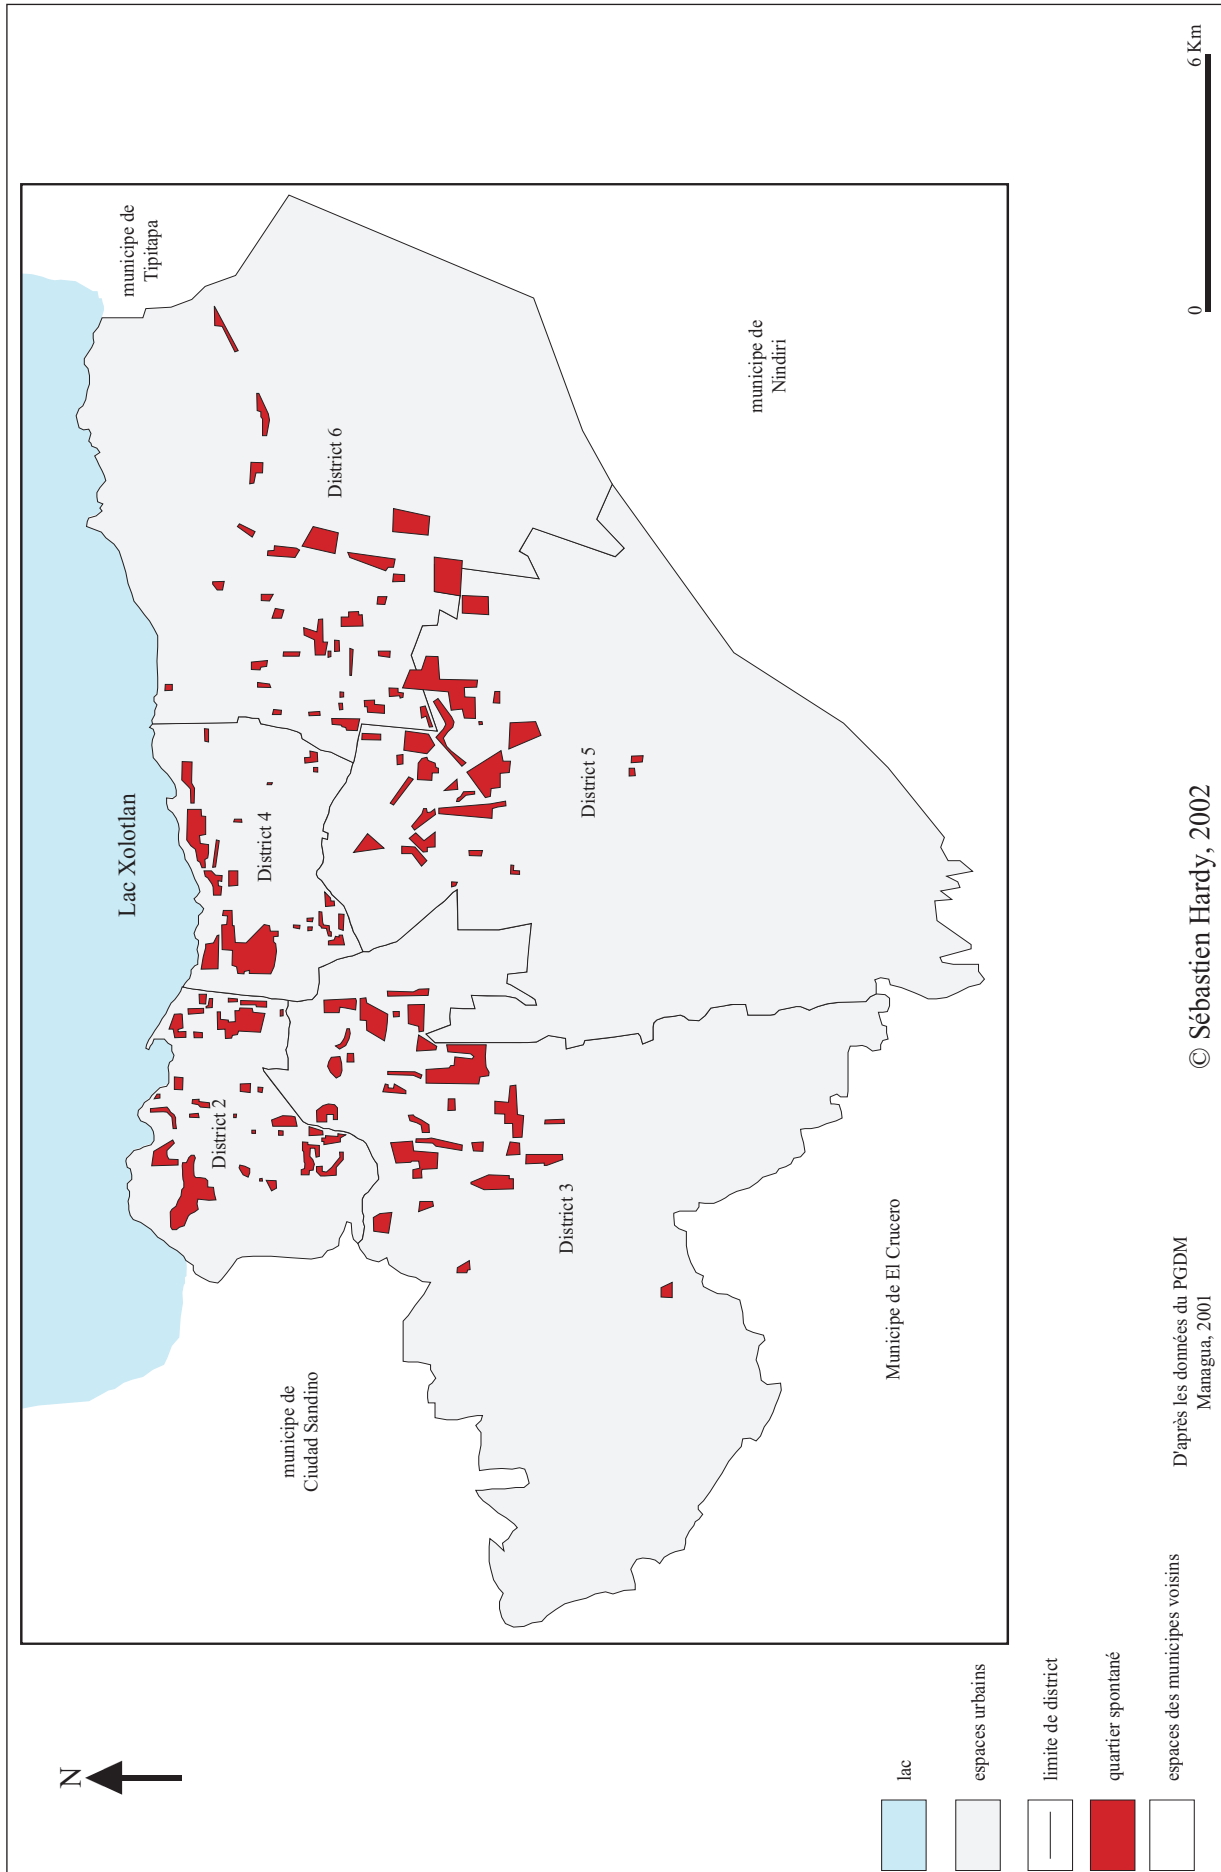 N
Lac Xolotlan
municipe de
Tipitapa
District 2
District 4
District 6
municipe de
Ciudad Sandino
District 3
District 5
municipe de
Nindiri
Municipe de El Crucero
lac
espaces urbains
limite de district
quartier spontané
espaces des municipes voisins
D'après les données du PGDM
Managua, 2001
© Sébastien Hardy, 2002
0
6 Km